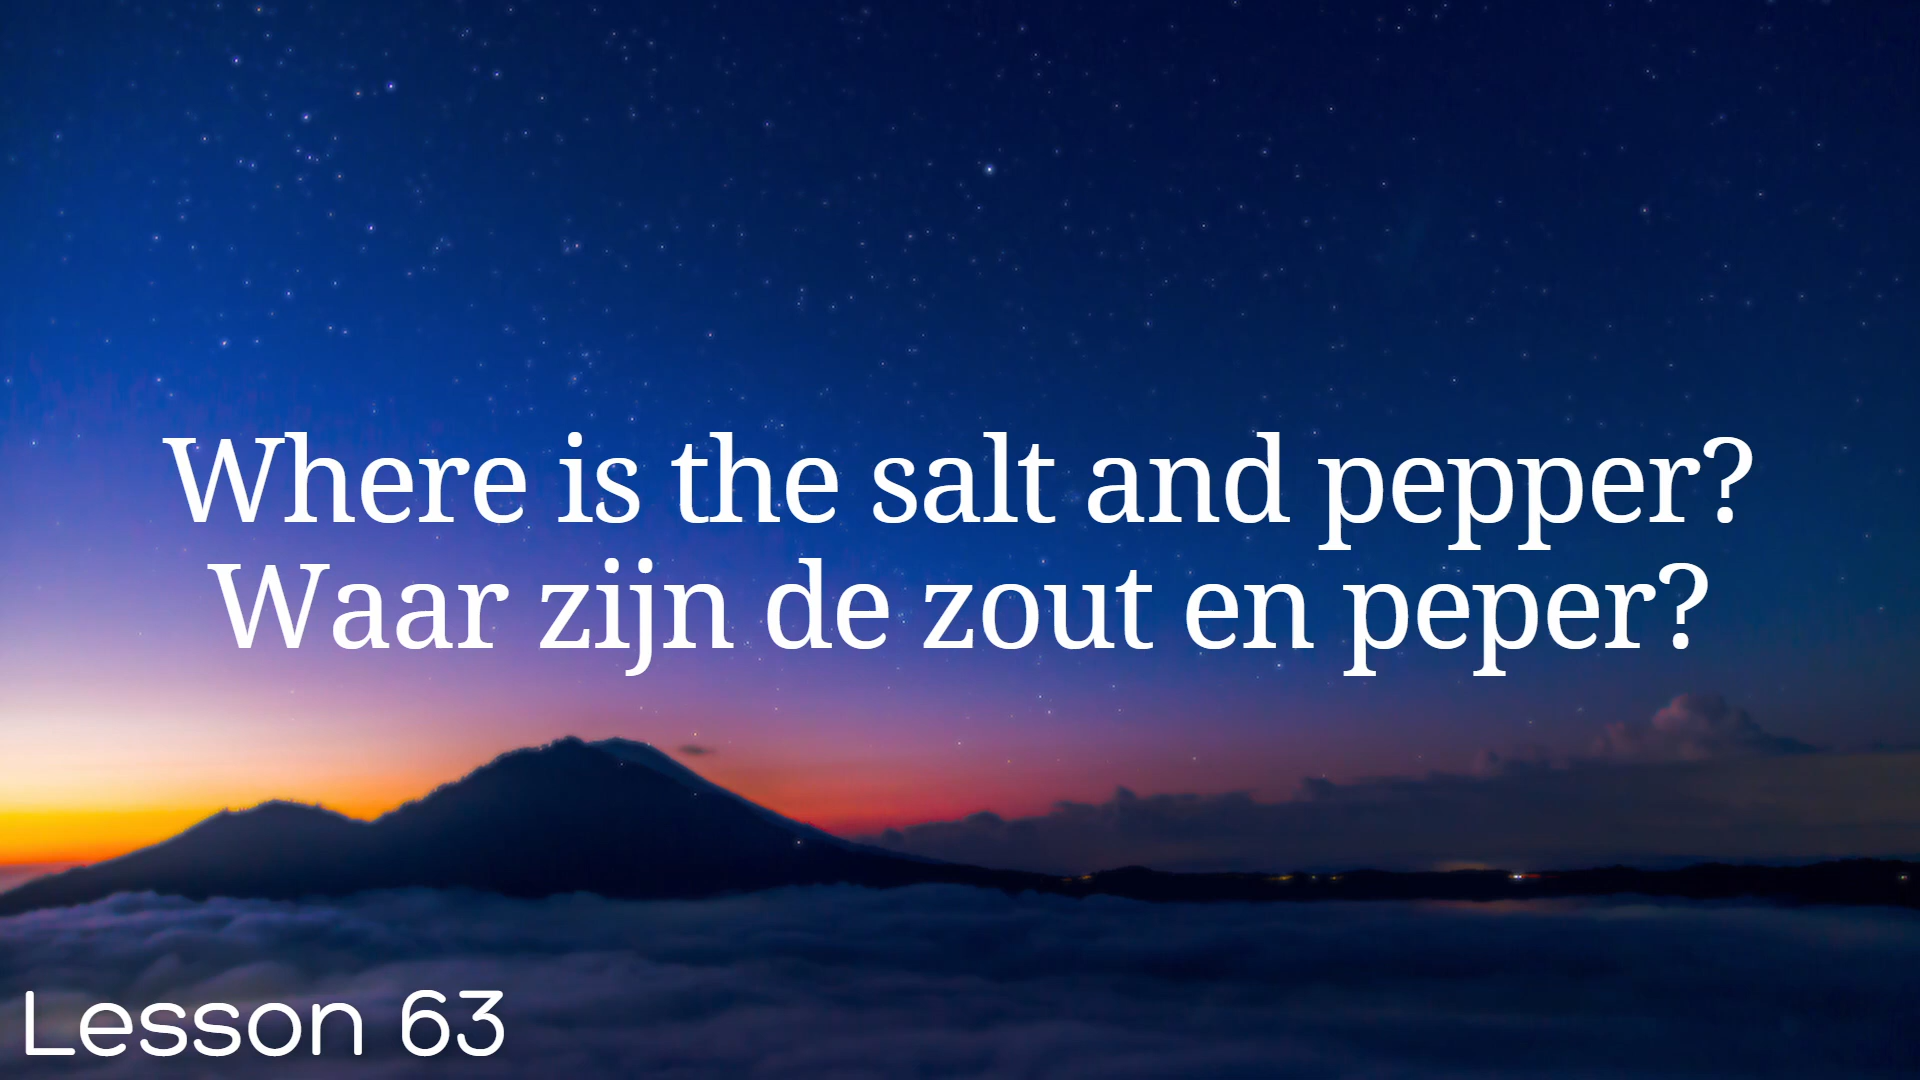 Where is the salt and pepper?
Waar zijn de zout en peper?
Lesson 63